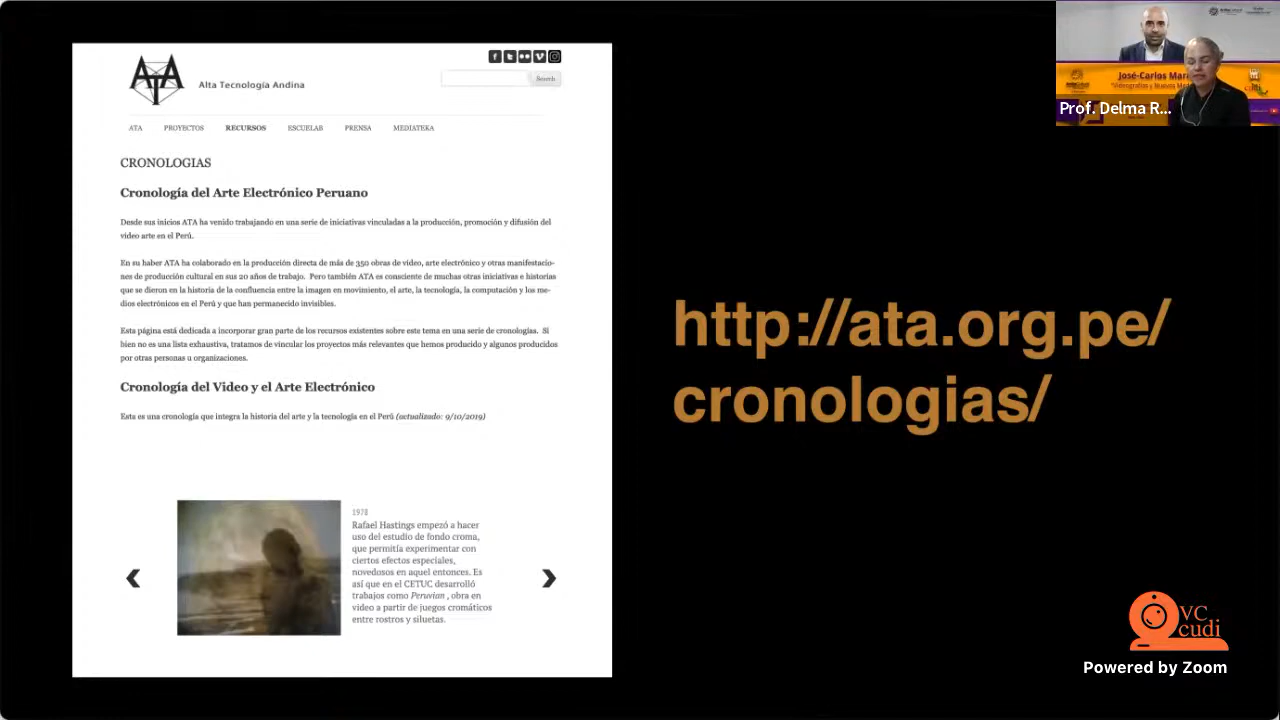 ATA
Alta Tecnología Andina
Search
ATA PROYECTOS RECURSOS ESCUELAB PRENSA MEDIATEKA
CRONOLOGIAS
Cronología del Arte Electrónico Peruano
Desde sus inicios ATA ha venido trabajando en una serie de iniciativas vinculadas a la producción, promoción y difusión del
video arte en el Perú.
En su haber ATA ha colaborado en la producción directa de más de 350 obras de video, arte electrónico y otras manifestacio-
nes de producción cultural en sus 20 años de trabajo. Pero también ATA es consciente de muchas otras iniciativas e historias
que se dieron en la historia de la confluencia entre la imagen en movimiento, el arte, la tecnología, la computación y los me-
dios electrónicos en el Perú y que han permanecido invisibles.
Esta página está dedicada a incorporar gran parte de los recursos existentes sobre este tema en una serie de cronologías. Si
bien no es una lista exhaustiva, tratamos de vincular los proyectos más relevantes que hemos producido y algunos producidos
por otras personas u organizaciones.
Cronología del Video y el Arte Electrónico
Esta es una cronología que integra la historia del arte y la tecnología en el Perú (actualizado: 9/10/2019)
1978
Rafael Hastings empezó a hacer
uso del estudio de fondo croma,
que permitía experimentar con
ciertos efectos especiales,
novedosos en aquel entonces. Es
así que en el CETUC desarrolló
trabajos como Peruvian , obra en
video a partir de juegos cromáticos
entre rostros y siluetas.
http://ata.org.pe/
cronologias/
José-Carlos
Prof. Delma R...
VC
cudi
Powered by Zoom